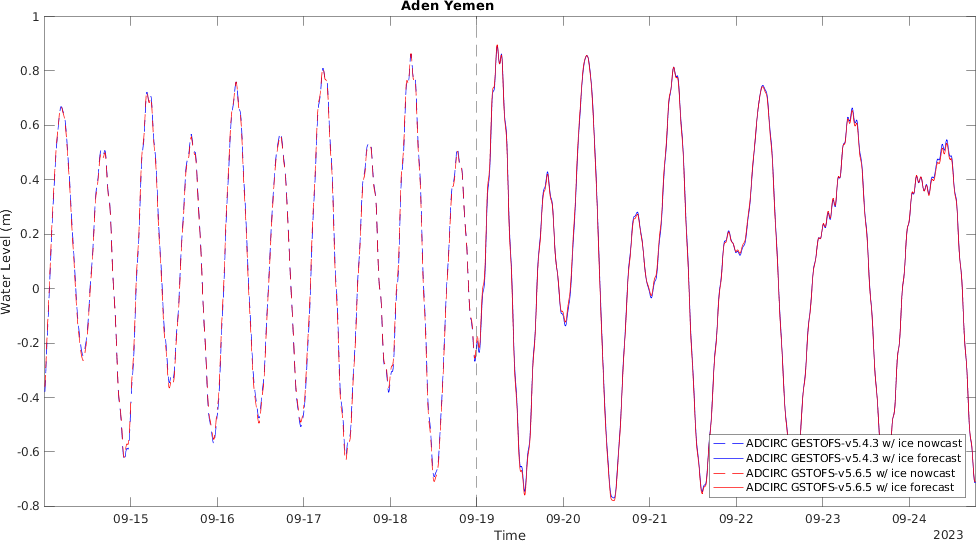 Aden Yemen
1
0.8
0.6
0.4
0.2
0
-0.2
-0.4
-0.6
-0.8
Water Level (m)
09-15 09-16 09-17 09-18 09-19 09-20 09-21 09-22 09-23 09-24
Time
2023
ADCIRC GESTOFS-v5.4.3 w/ ice nowcast
ADCIRC GESTOFS-v5.4.3 w/ ice forecast
ADCIRC GSTOFS-v5.6.5 w/ ice nowcast
ADCIRC GSTOFS-v5.6.5 w/ ice forecast